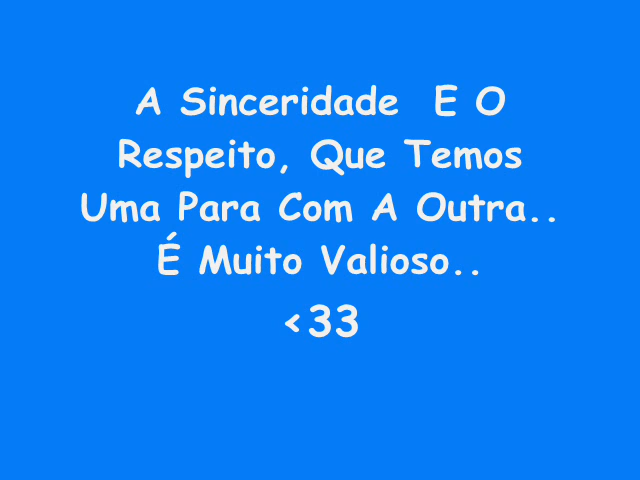 A Sinceridade  E O
Respeito, Que Temos
Uma Para Com A Outra..
É Muito Valioso..
<33